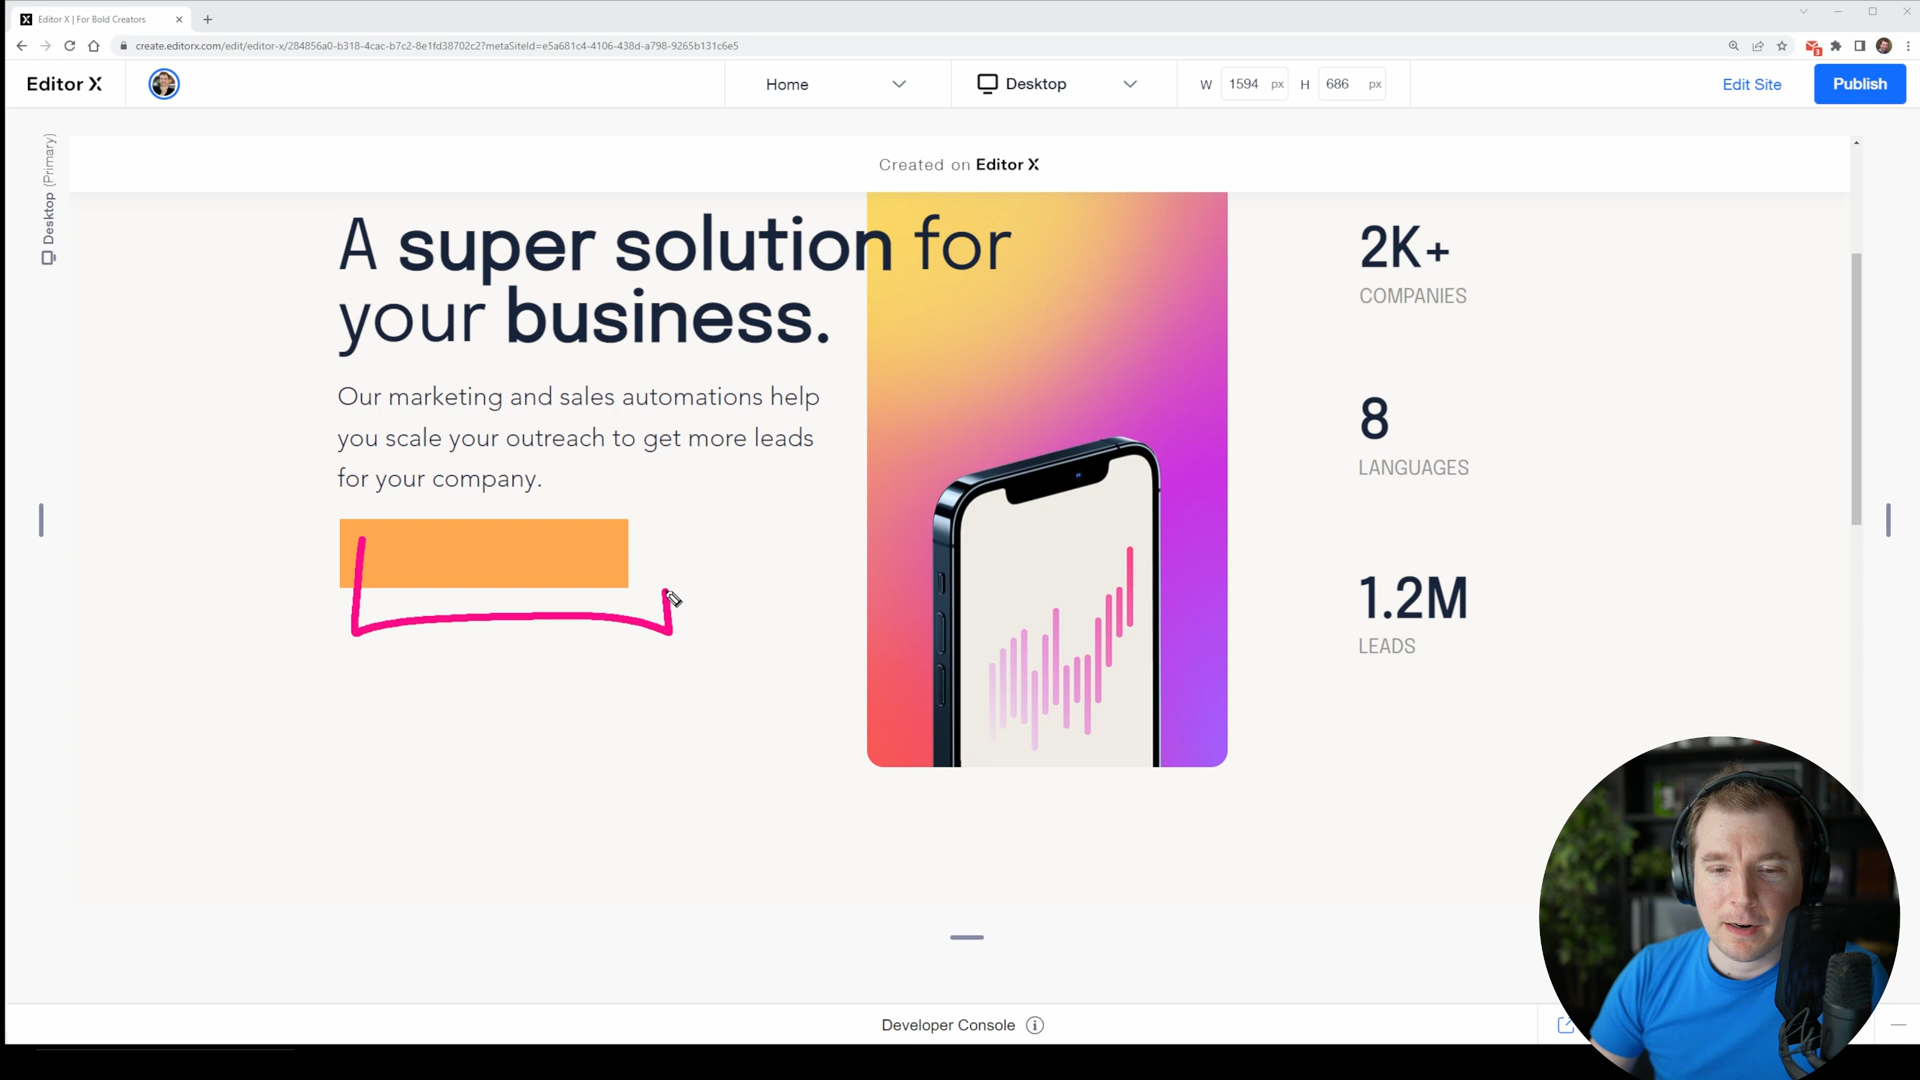 Editor X | For Bold Creators
create.editorx.com/edit/editor-x/284856a0-b318-4cac-b7c2-8e1fd38702c2?metaSiteId=e5a681c4-4106-438d-a798-9265b131c6e5
Editor X
Home
Desktop
W 1594 px H 686 px
Edit Site
Publish
Desktop (Primary)
Created on Editor X
A super solution for
your business.
Our marketing and sales automations help
you scale your outreach to get more leads
for your company.
2K+
COMPANIES
8
LANGUAGES
1.2M
LEADS
Developer Console